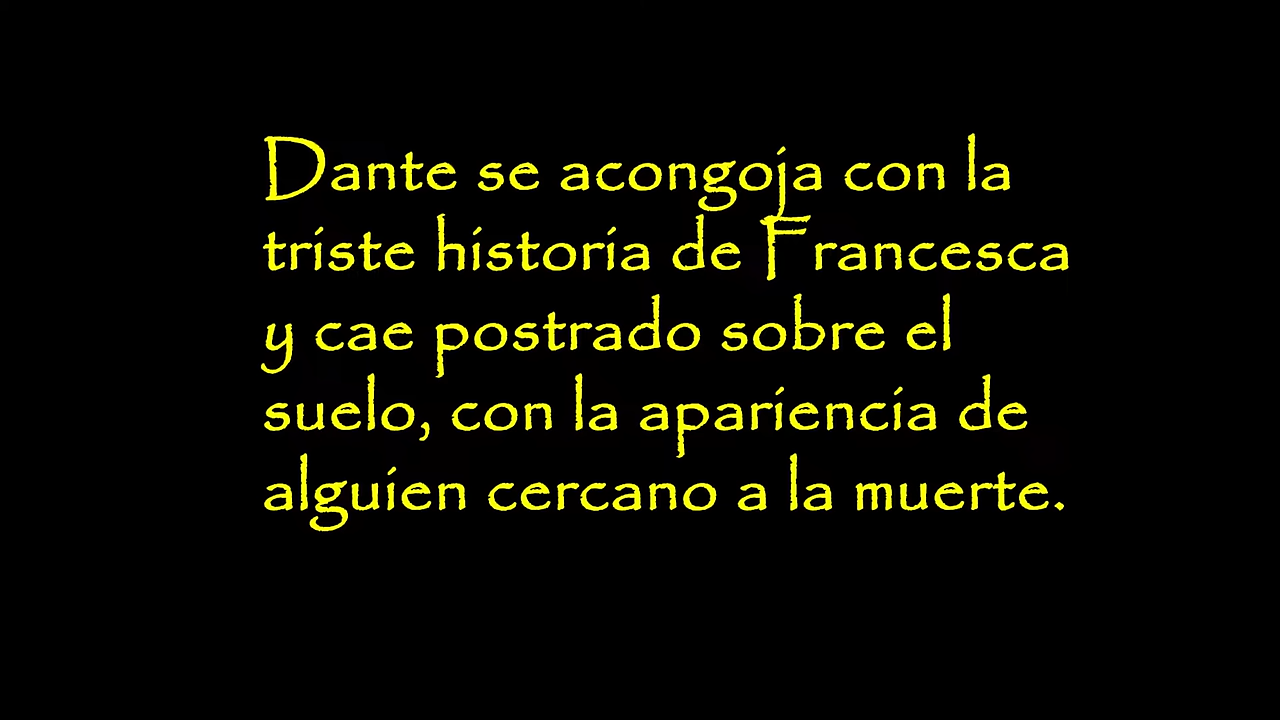 Dante se acongoja con la
triste historia de Francesca
y cae postrado sobre el
suelo, con la apariencia de
alguien cercano a la muerte.